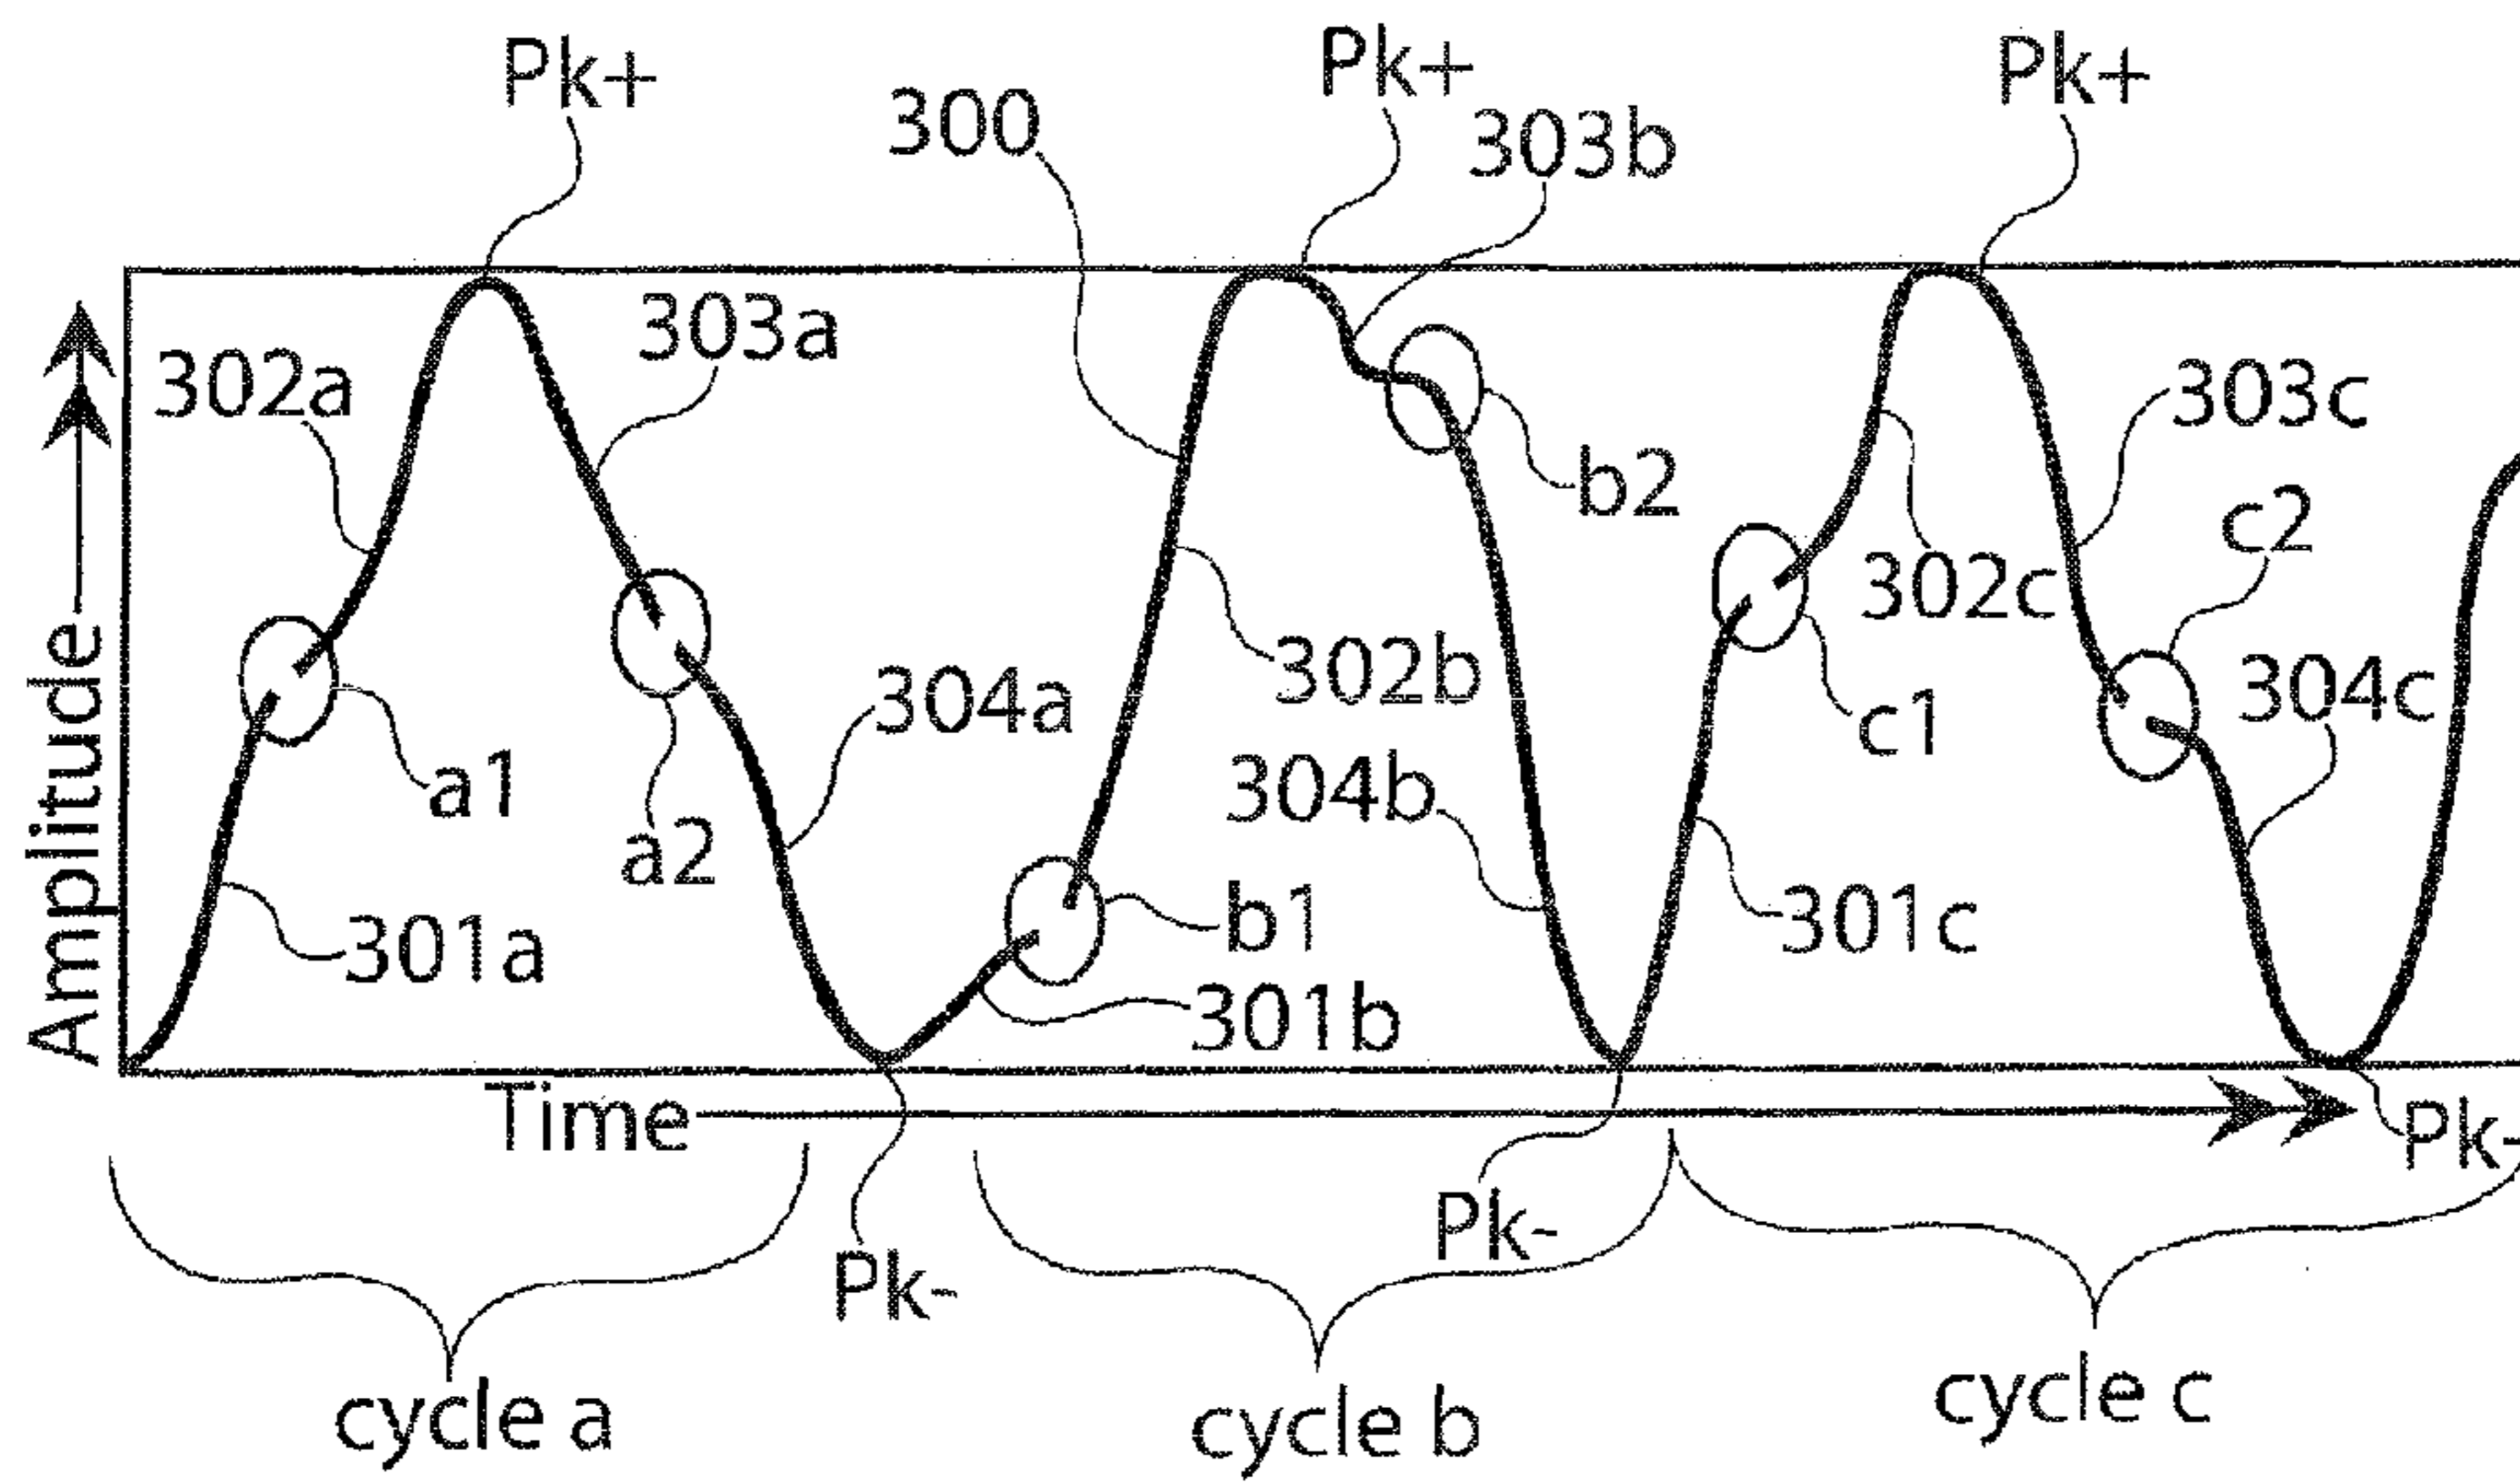 Pk+
300
Pk+
303b
Pk+
302a
303a
303c
b2
c2
302c
302b
304a
304c
a1
c1
304b
a2
301a
b1
301c
301b
Amplitude
Time
Pk-
Pk-
Pk-
cycle a
cycle b
cycle c